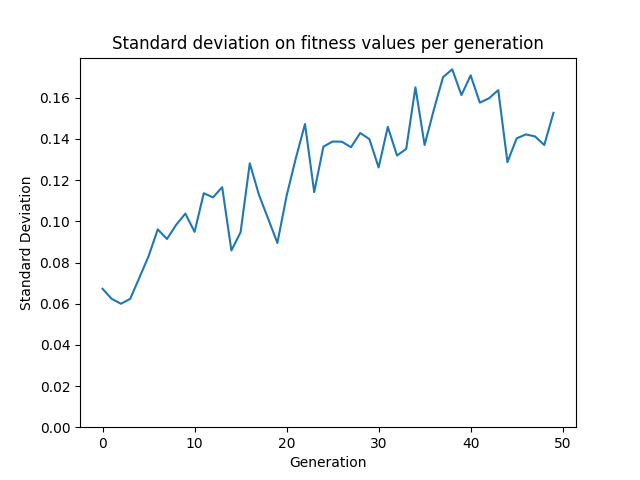 Standard deviation on fitness values per generation
Standard Deviation
0.16
0.14
0.12
0.10
0.08
0.06
0.04
0.02
0.00
0 10 20 30 40 50
Generation